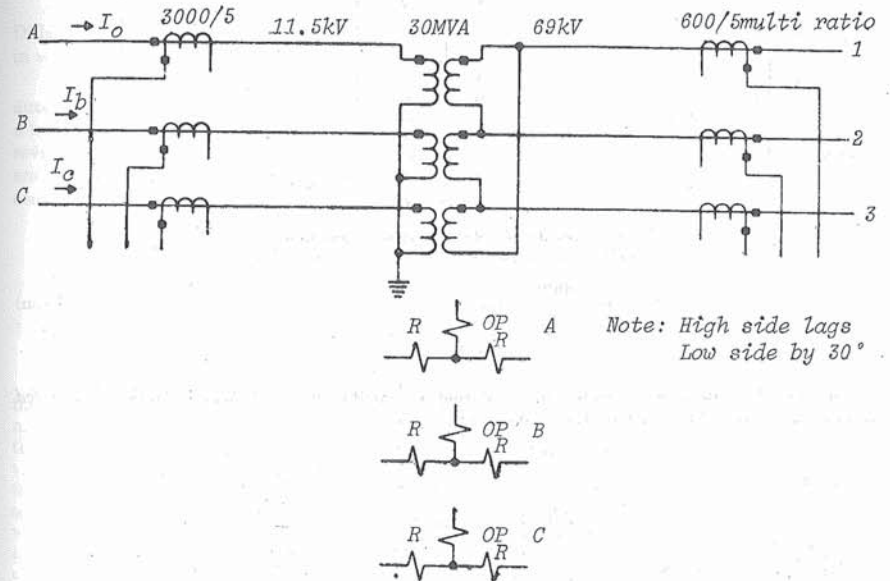 3000/5 11.5kV 30MVA 69kV 600/5multi ratio
A I_o 1
B I_b 2
C I_c 3
R OP R A
Note: High side lags
Low side by 30°
R OP R B
R OP R C